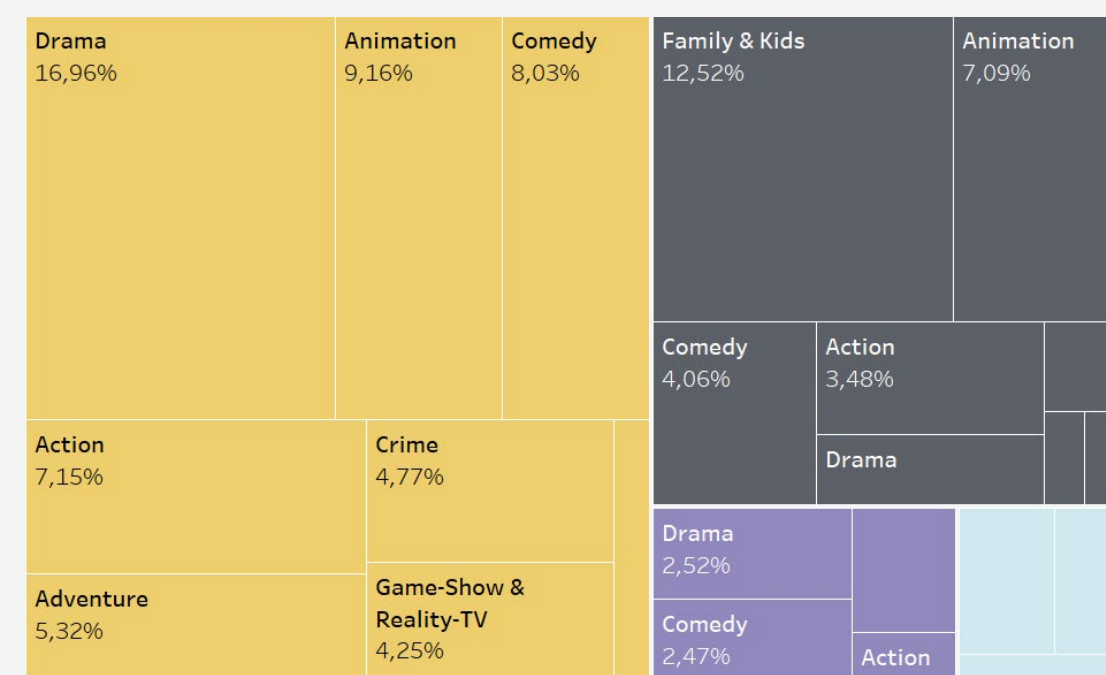 Drama
16,96%
Animation
9,16%
Comedy
8,03%
Action
7,15%
Adventure
5,32%
Crime
4,77%
Game-Show &
Reality-TV
4,25%
Family & Kids
12,52%
Animation
7,09%
Comedy
4,06%
Action
3,48%
Drama
Drama
2,52%
Comedy
2,47%
Action